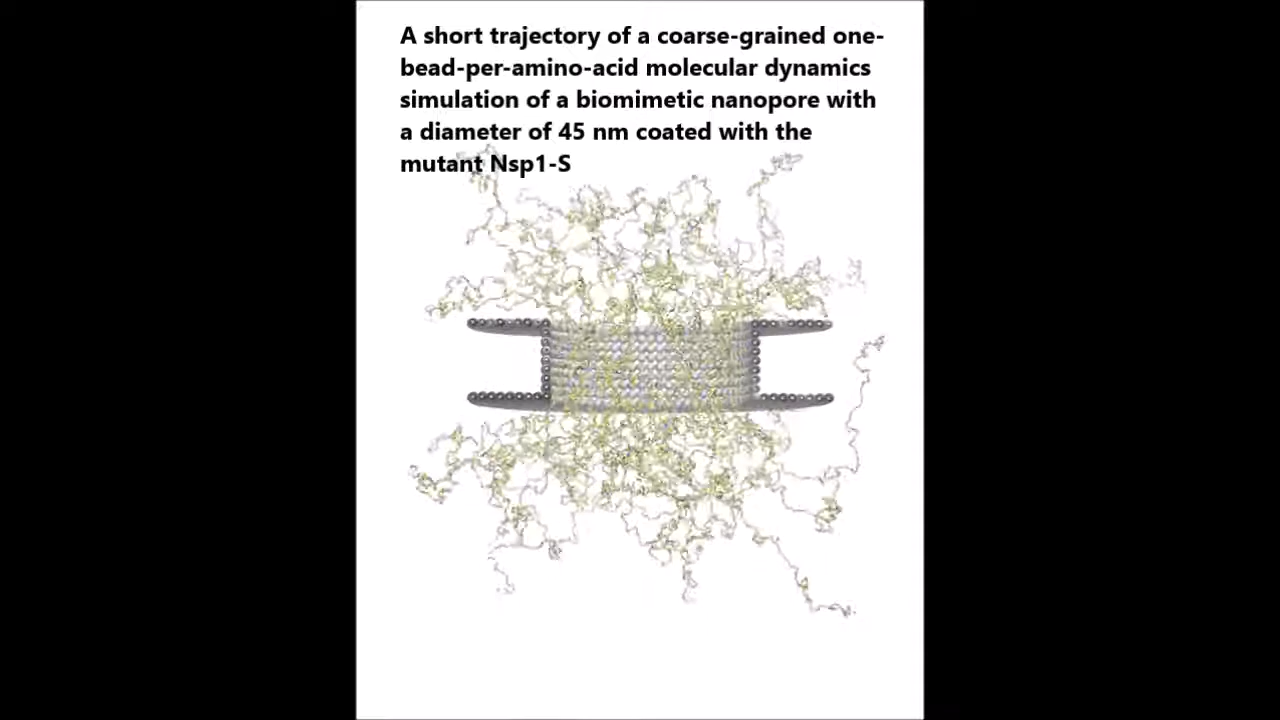 A short trajectory of a coarse-grained one-
bead-per-amino-acid molecular dynamics
simulation of a biomimetic nanopore with
a diameter of 45 nm coated with the
mutant Nsp1-S